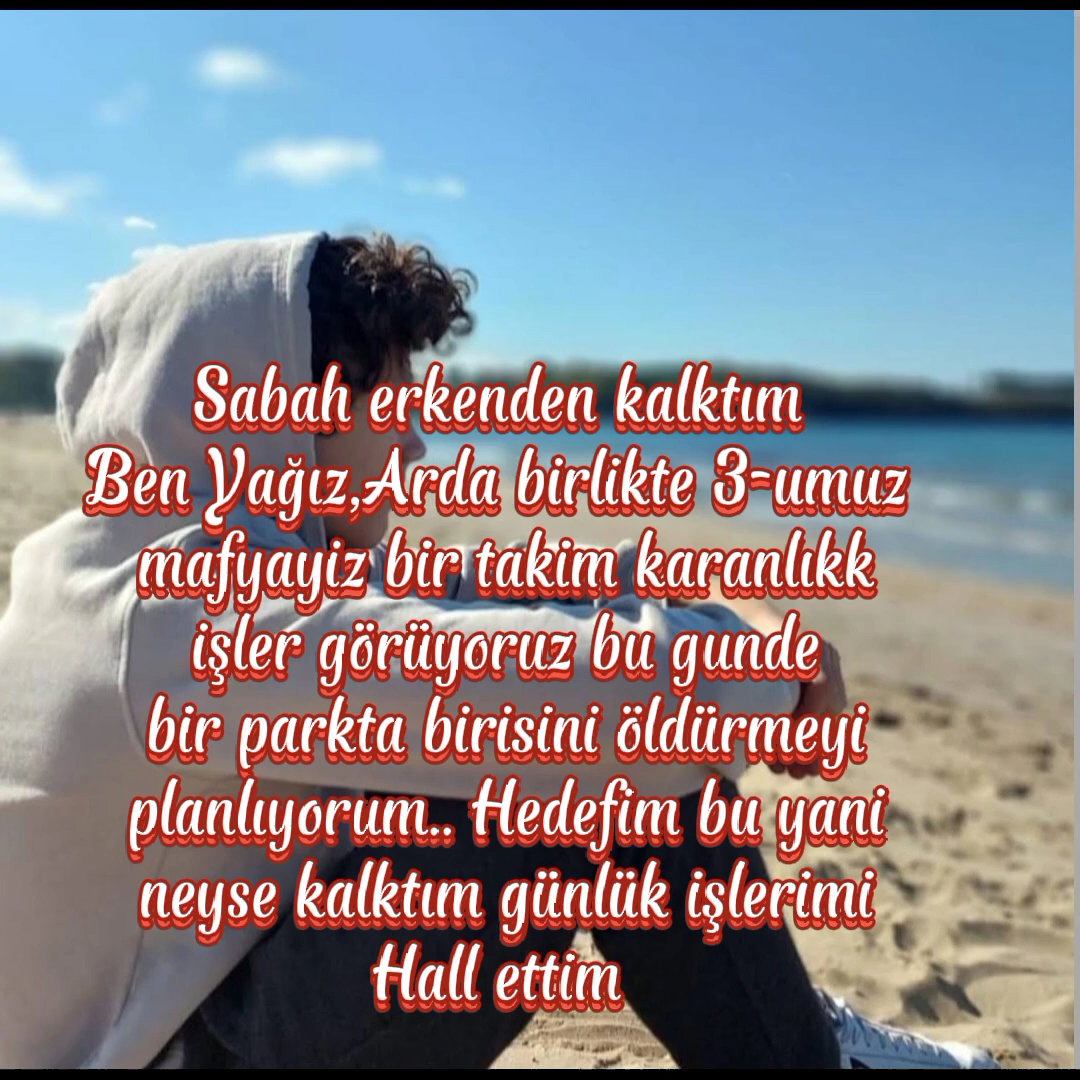 Sabah erkenden kalktım
Ben Yağız,Arda birlikte 3-umuz
mafyayiz bir takim karanlıkk
işler görüyoruz bu gunde
bir parkta birisini öldürmeyi
planlıyorum.. Hedefim bu yani
neyse kalktım günlük işlerimi
Hall ettim